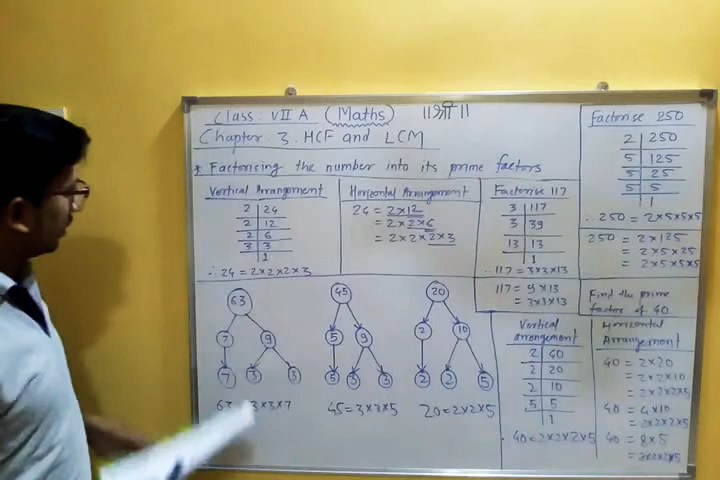 Class: VII A (Maths) ॥श्री॥
Chapter 3. HCF and LCM
* Factorising the number into its prime factors
Vertical Arrangement
2 | 24
2 | 12
2 | 6
3 | 3
1
∴ 24 = 2×2×2×3
Horizontal Arrangement
24 = 2×12
= 2×2×6
= 2×2×2×3
Factorise 117
3 | 117
3 | 39
13 | 13
1
∴ 117 = 3×3×13
117 = 9×13
= 3×3×13
Factorise 250
2 | 250
5 | 125
5 | 25
5 | 5
1
∴ 250 = 2×5×5×5
250 = 2×125
= 2×5×25
= 2×5×5×5
63
7 9
7 3 3
63 3×3×7
45
5 9
5 3 3
45=3×3×5
20
2 10
2 2 5
20=2×2×5
Find the prime
factor of 40
Vertical
arrangement
2 | 40
2 | 20
2 | 10
5 | 5
1
∴ 40=2×2×2×5
Horizontal
Arrangement
40 = 2×20
= 2×2×10
= 2×2×2×5
40 = 4×10
= 2×2×2×5
40 = 8×5
= 2×2×2×5